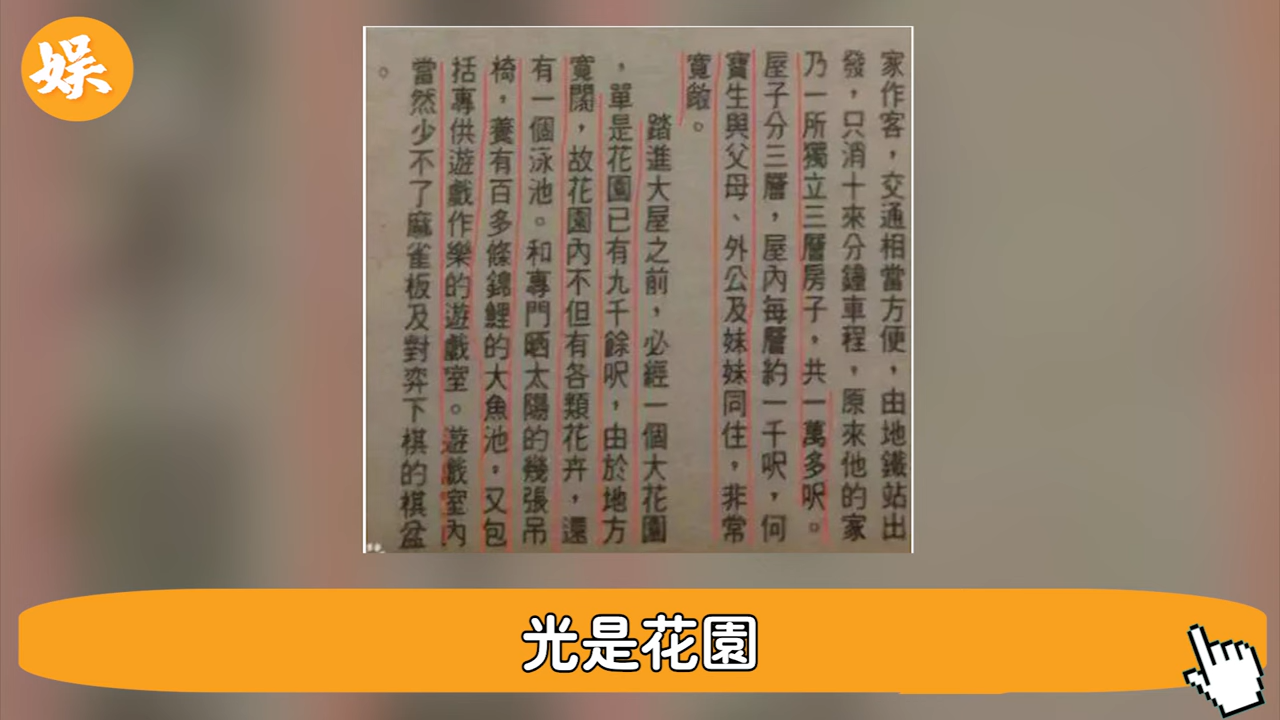 娯
家作客，交通相當方便，由地鐵站出
發，只消十來分鐘車程，原來他的家
乃一所獨立三層房子，共一萬多呎。
屋子分三層，屋內每層約一千呎，何
寶生與父母、外公及妹妹同住，非常
寬敞。
踏進大屋之前，必經一個大花園
，單是花園已有九千餘呎，由於地方
寬闊，故花園內不但有各類花卉，還
有一個泳池。和專門晒太陽的幾張吊
椅，養有百多條錦鯉的大魚池，又包
括專供遊戲作樂的遊戲室。遊戲室內
當然少不了麻雀板及對弈下棋的棋盆
。
光是花園